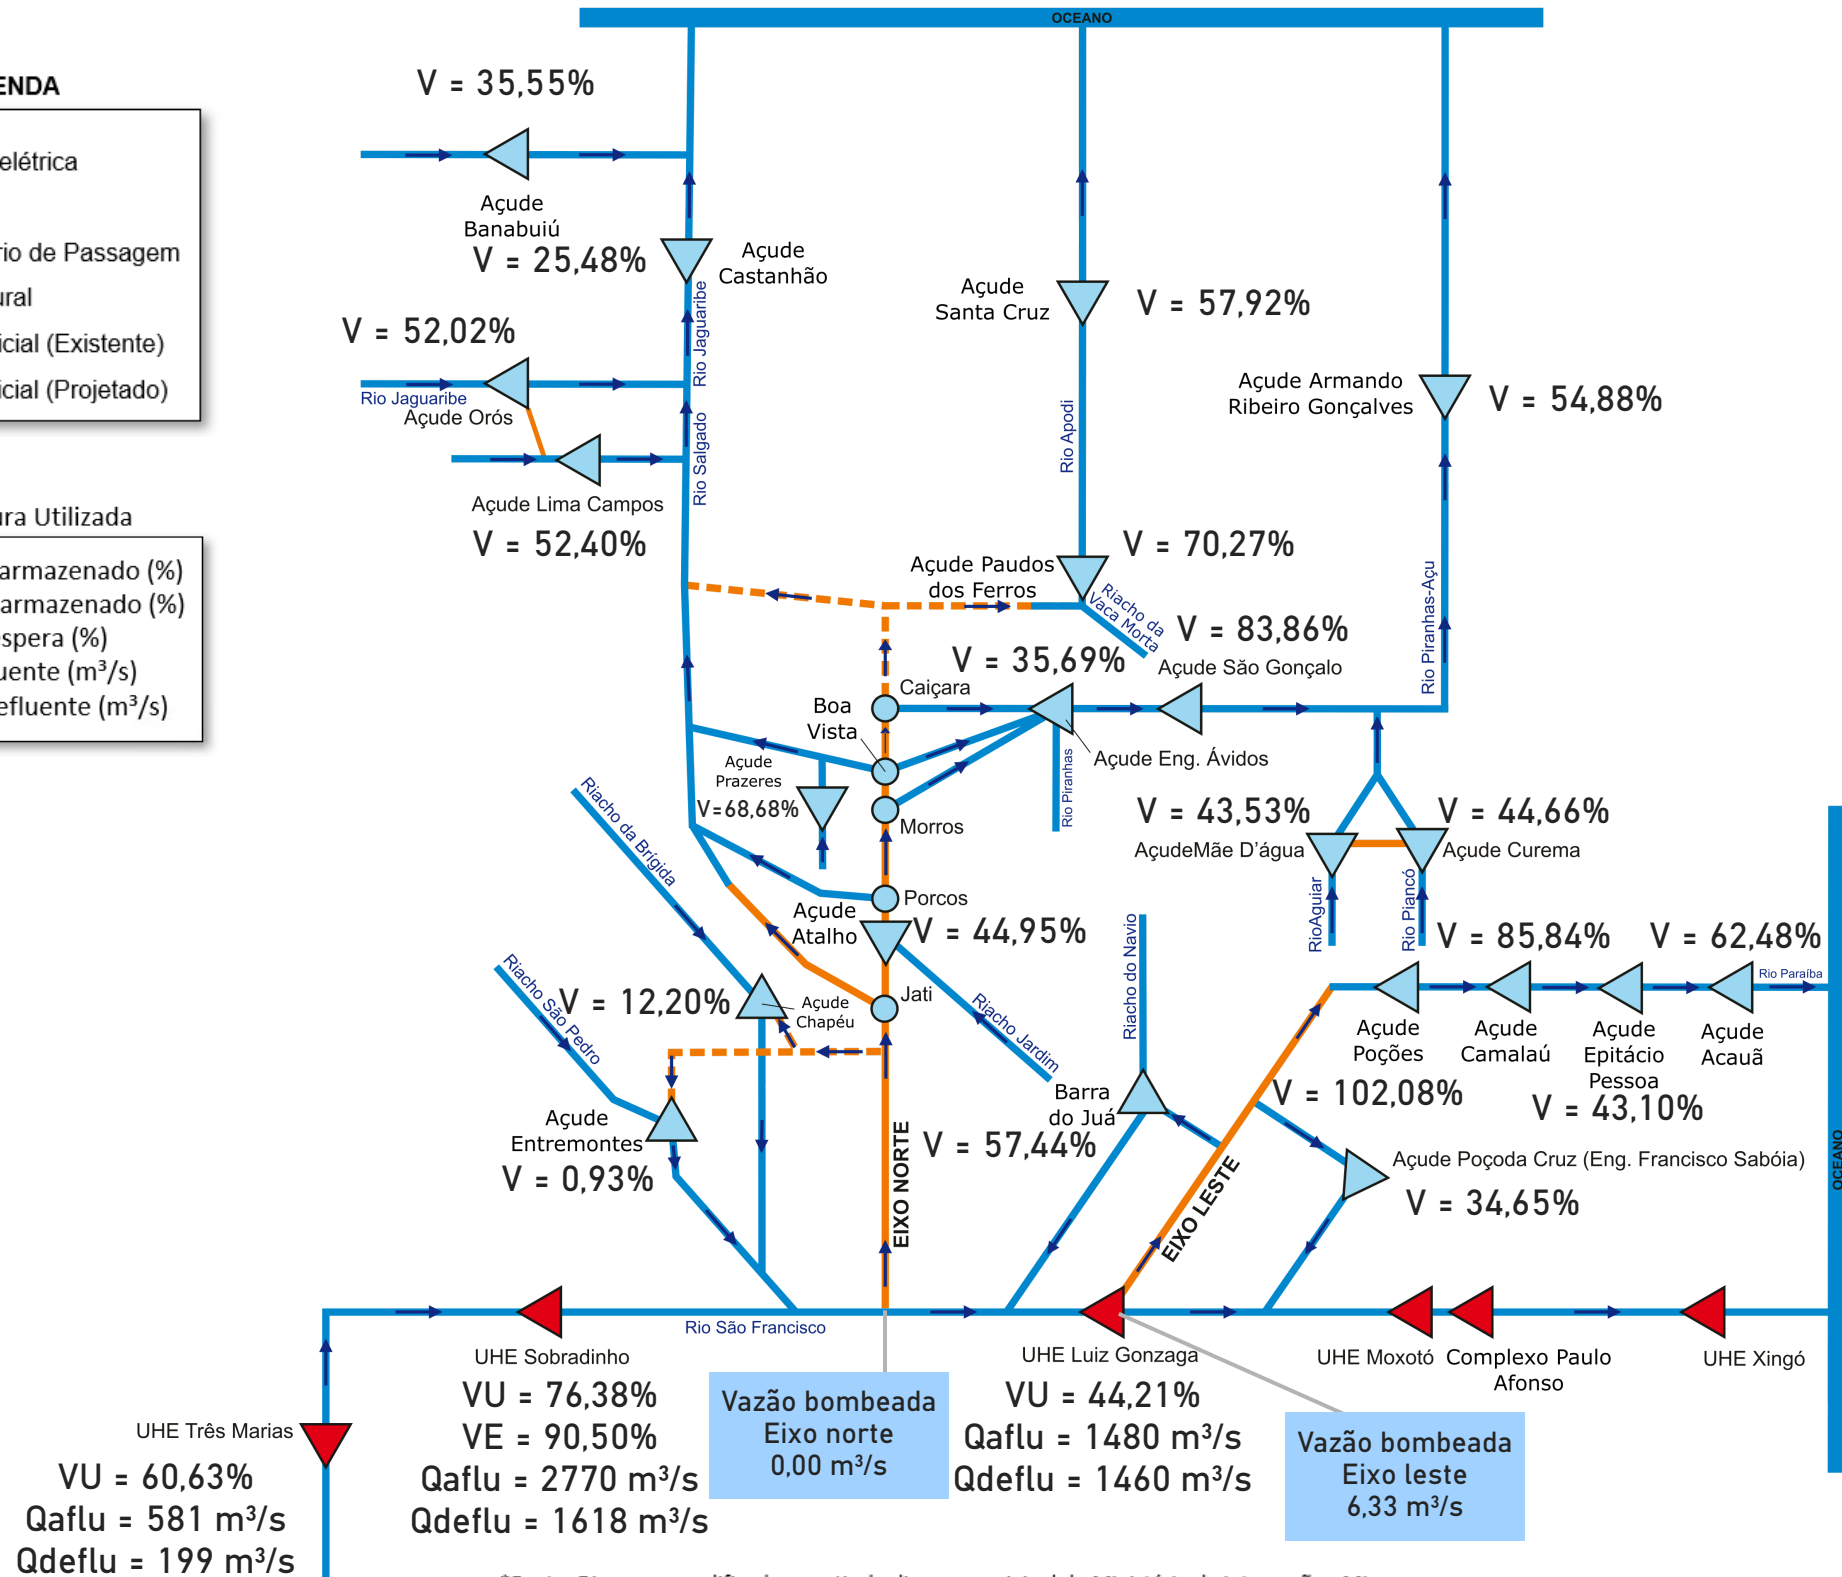 OCEANO
ENDA
elétrica
rio de Passagem
ural
icial (Existente)
icial (Projetado)
ura Utilizada
armazenado (%)
armazenado (%)
espera (%)
uente (m³/s)
efluente (m³/s)
V = 35,55%
Açude
Banabuiú
V = 25,48%
Açude
Castanhão
Rio Jaguaribe
V = 52,02%
Rio Jaguaribe
Açude Orós
Rio Salgado
Açude Lima Campos
V = 52,40%
Açude
Santa Cruz
V = 57,92%
Rio Apodi
Açude Armando
Ribeiro Gonçalves
V = 54,88%
V = 70,27%
Açude Paudos
dos Ferros
Riacho da
Vaca Morta
Rio Piranhas-Açu
V = 83,86%
Açude São Gonçalo
V = 35,69%
Caiçara
Boa
Vista
Açude Eng. Ávidos
Rio Piranhas
Açude
Prazeres
V=68,68%
Morros
Riacho da Brígida
V = 43,53%
AçudeMãe D'água
V = 44,66%
Açude Curema
RioAguiar
Rio Piancó
Porcos
Açude
Atalho
V = 44,95%
Riacho do Navio
V = 85,84%
V = 62,48%
Rio Paraíba
Riacho São Pedro
V = 12,20%
Açude
Chapéu
Jati
Riacho Jardim
Açude
Poções
Açude
Camalaú
Açude
Epitácio
Pessoa
Açude
Acauã
V = 102,08%
V = 43,10%
Barra
do Juá
V = 57,44%
Açude
Entremontes
V = 0,93%
EIXO NORTE
EIXO LESTE
Açude Poçoda Cruz (Eng. Francisco Sabóia)
V = 34,65%
OCEANO
Rio São Francisco
UHE Sobradinho
VU = 76,38%
VE = 90,50%
Qaflu = 2770 m³/s
Qdeflu = 1618 m³/s
Vazão bombeada
Eixo norte
0,00 m³/s
UHE Luiz Gonzaga
VU = 44,21%
Qaflu = 1480 m³/s
Qdeflu = 1460 m³/s
Vazão bombeada
Eixo leste
6,33 m³/s
UHE Moxotó
Complexo Paulo
Afonso
UHE Xingó
UHE Três Marias
VU = 60,63%
Qaflu = 581 m³/s
Qdeflu = 199 m³/s